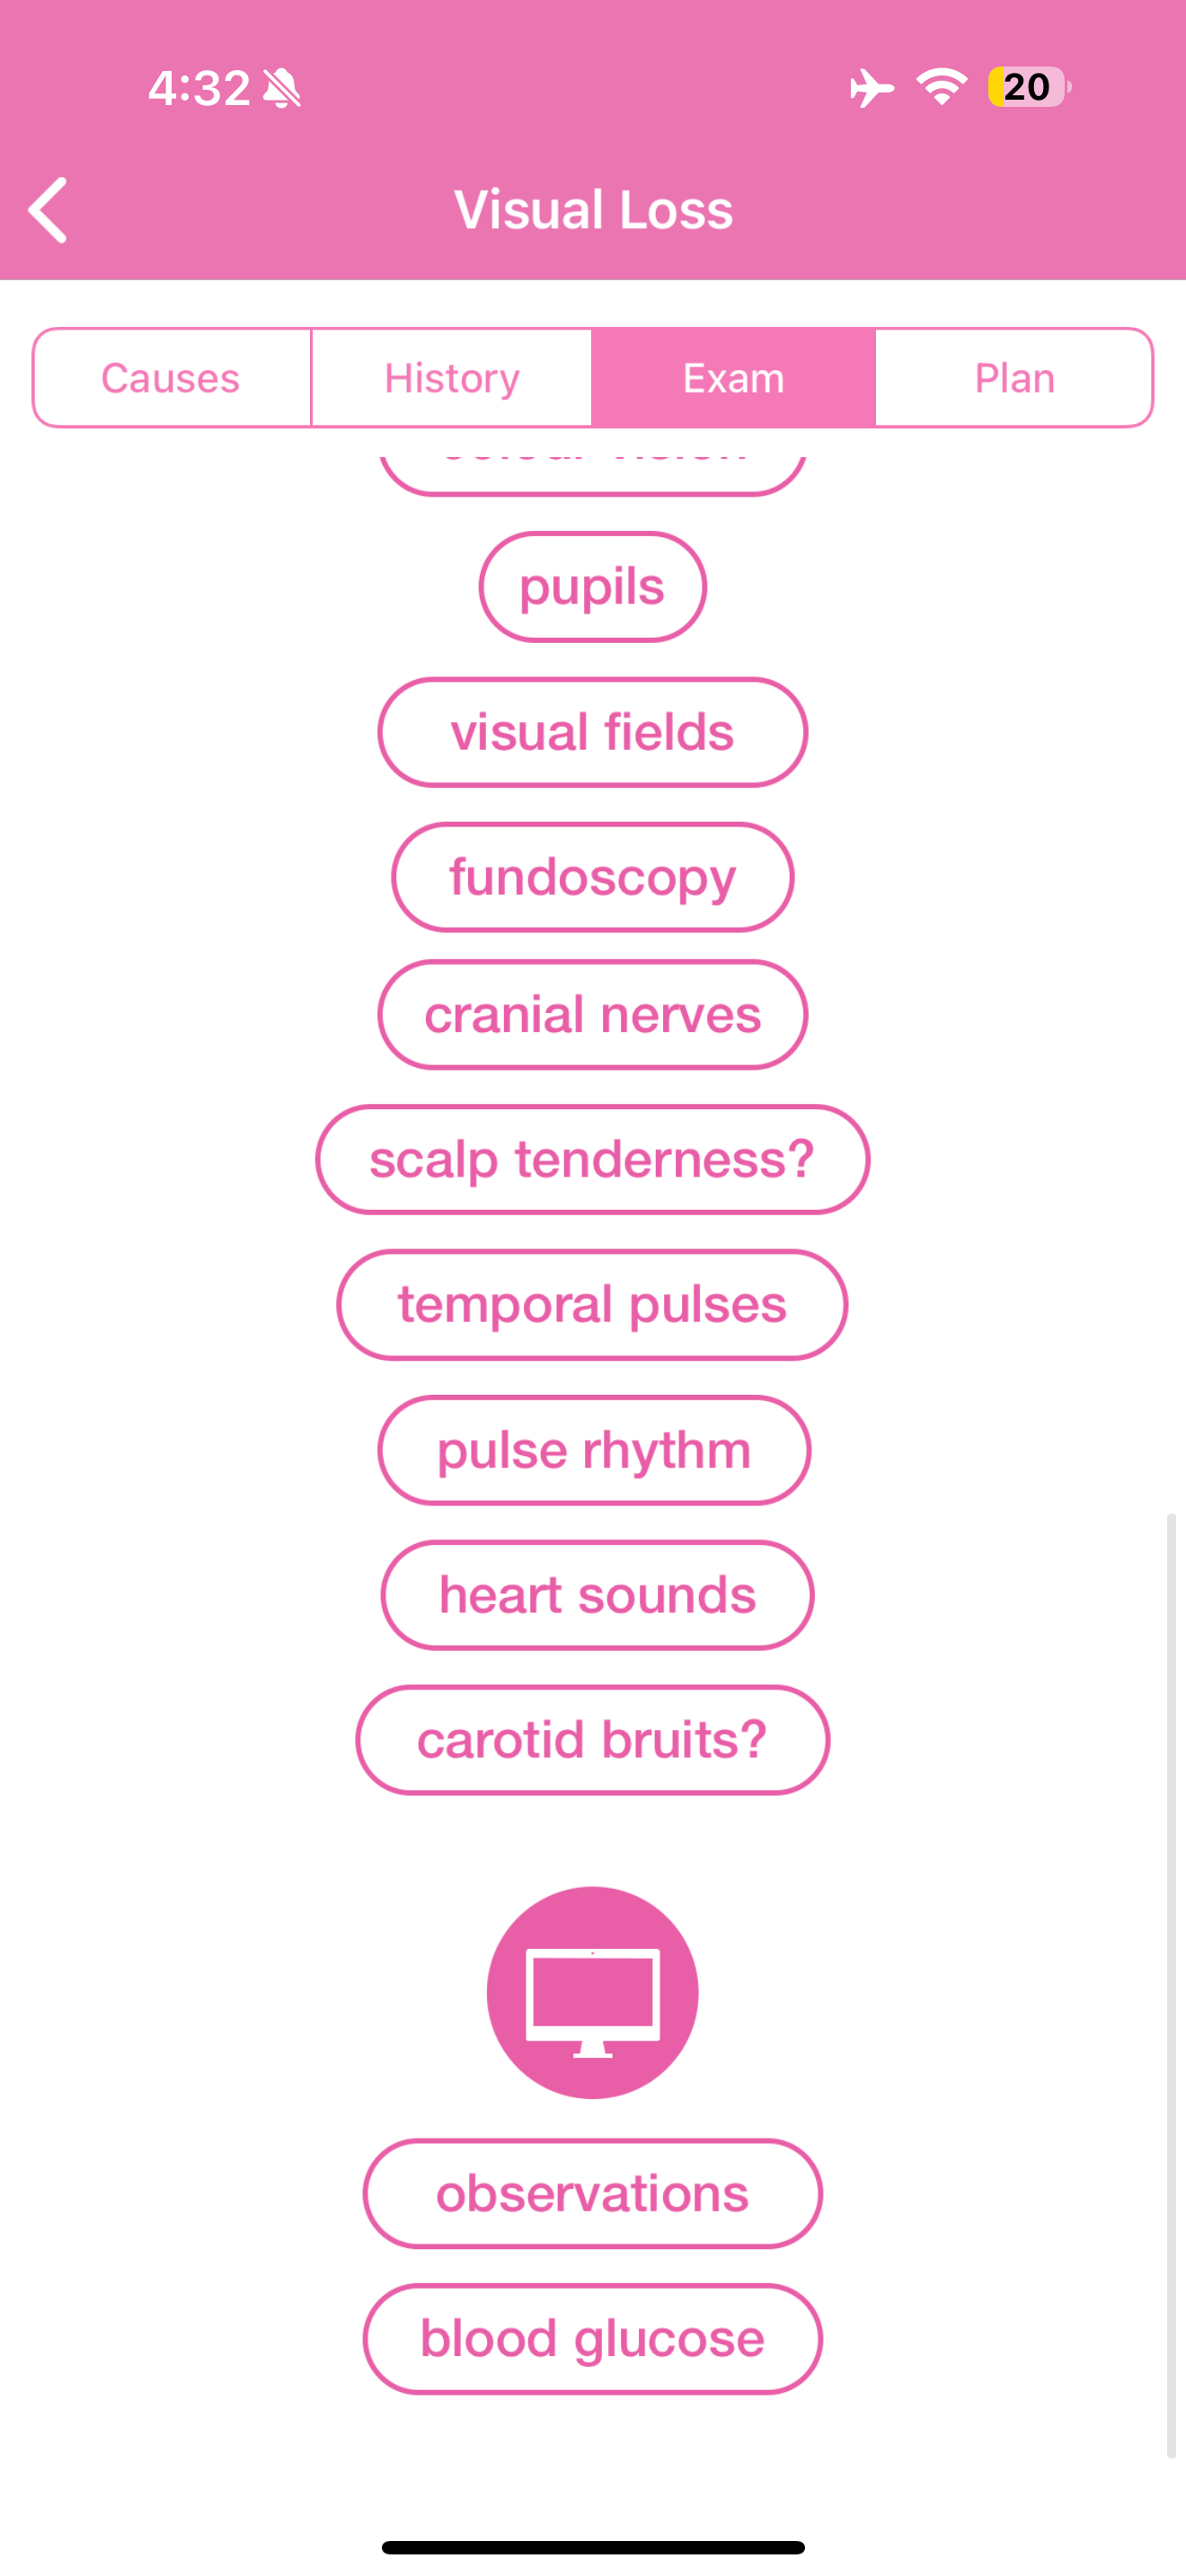 4:32
20
Visual Loss
Causes History Exam Plan
pupils
visual fields
fundoscopy
cranial nerves
scalp tenderness?
temporal pulses
pulse rhythm
heart sounds
carotid bruits?
observations
blood glucose